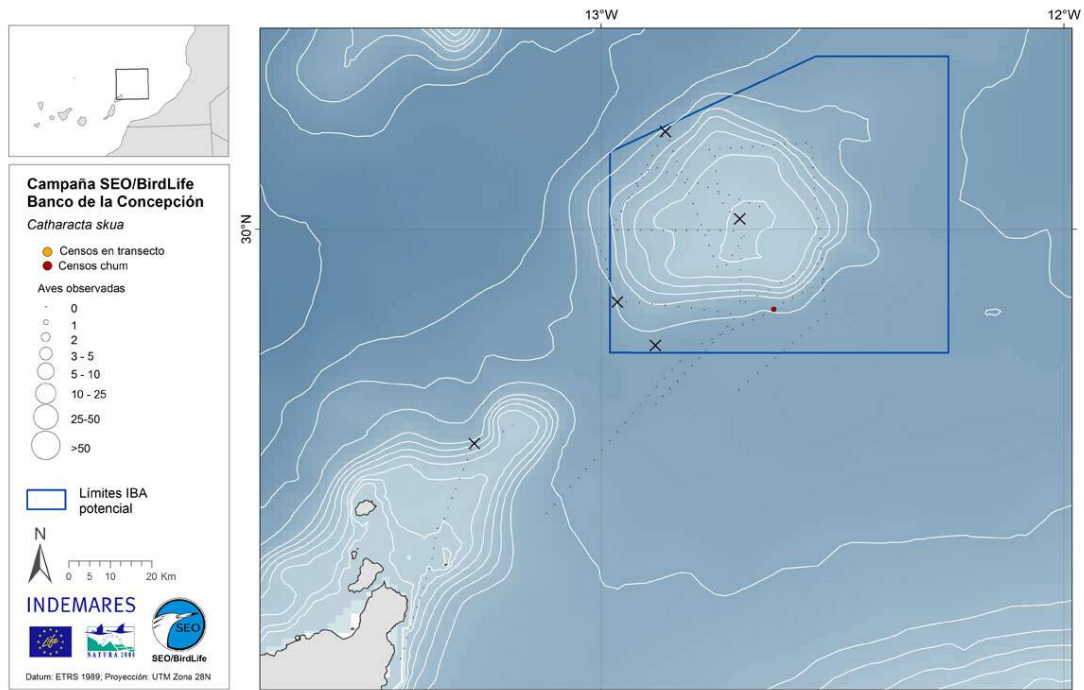 13°W
12°W
30°N
Campaña SEO/BirdLife
Banco de la Concepción
Catharacta skua
Censos en transecto
Censos chum
Aves observadas
0
1
2
3 - 5
5 - 10
10 - 25
25-50
>50
Límites IBA
potencial
N
0 5 10 20 Km
INDEMARES
Life
NATURA 2000
SEO
SEO/BirdLife
Datum: ETRS 1989; Proyección: UTM Zona 28N